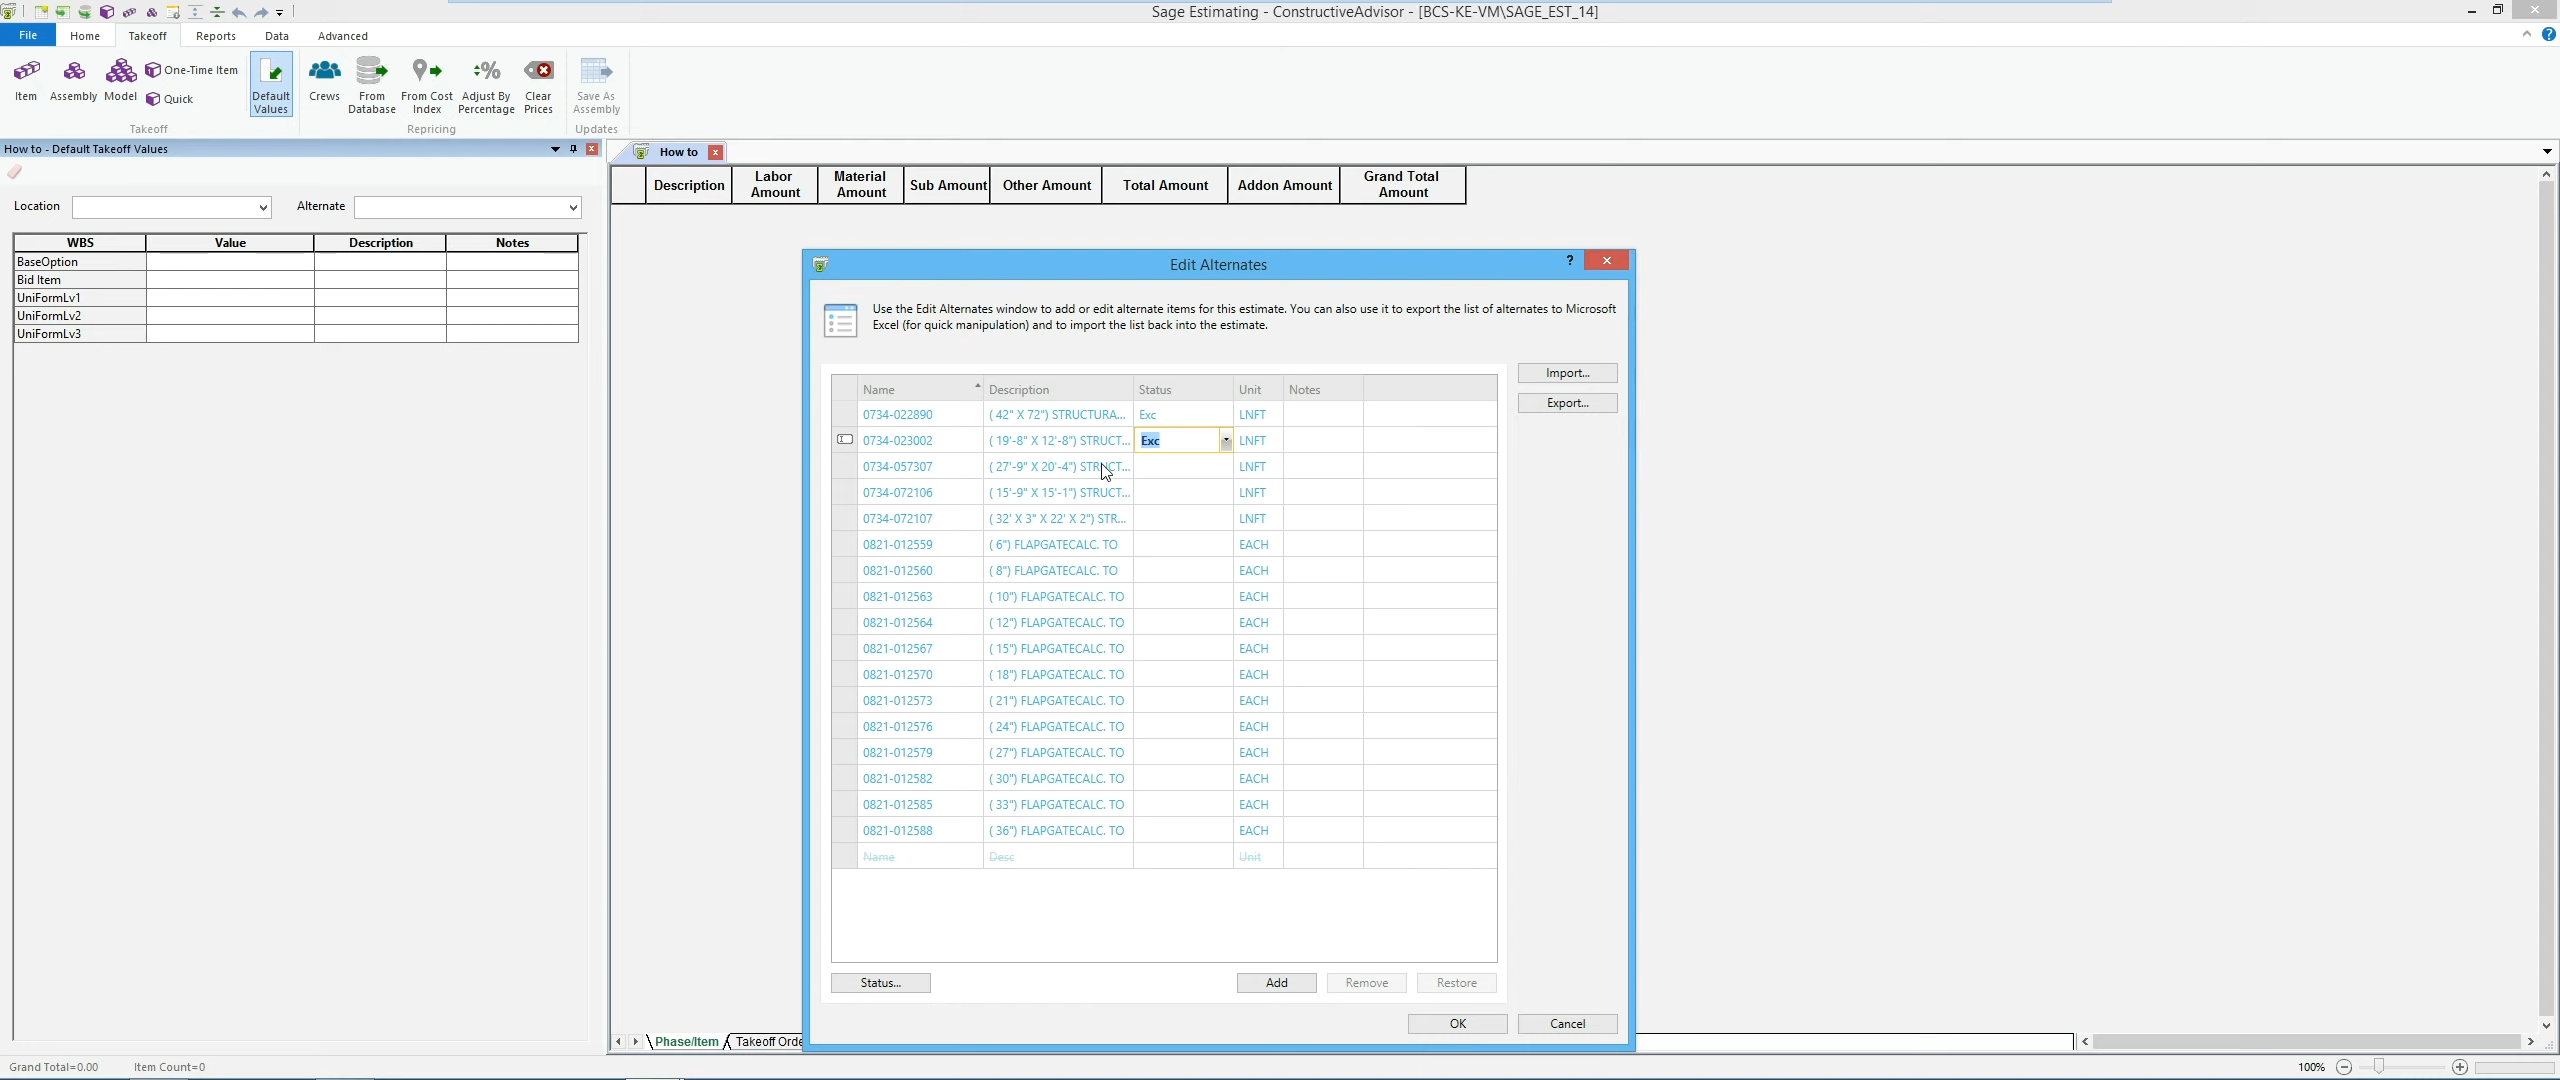 Sage Estimating - ConstructiveAdvisor - [BCS-KE-VM\SAGE_EST_14]
File Home Takeoff Reports Data Advanced
Item
Assembly
Model
One-Time Item
Quick
Default Values
Crews
From Database
From Cost Index
Adjust By Percentage
Clear Prices
Save As Assembly
Takeoff
Repricing
Updates
How to - Default Takeoff Values
Location
Alternate
WBS Value Description Notes
BaseOption
Bid Item
UniFormLv1
UniFormLv2
UniFormLv3
How to
Description Labor Amount Material Amount Sub Amount Other Amount Total Amount Addon Amount Grand Total Amount
Edit Alternates
Use the Edit Alternates window to add or edit alternate items for this estimate. You can also use it to export the list of alternates to Microsoft
Excel (for quick manipulation) and to import the list back into the estimate.
Import...
Export...
Name Description Status Unit Notes
0734-022890 ( 42" X 72") STRUCTURA... Exc LNFT
0734-023002 ( 19'-8" X 12'-8") STRUCT... Exc LNFT
0734-057307 ( 27'-9" X 20'-4") STRUCT... LNFT
0734-072106 ( 15'-9" X 15'-1") STRUCT... LNFT
0734-072107 ( 32' X 3" X 22' X 2") STR... LNFT
0821-012559 ( 6") FLAPGATECALC. TO EACH
0821-012560 ( 8") FLAPGATECALC. TO EACH
0821-012563 ( 10") FLAPGATECALC. TO EACH
0821-012564 ( 12") FLAPGATECALC. TO EACH
0821-012567 ( 15") FLAPGATECALC. TO EACH
0821-012570 ( 18") FLAPGATECALC. TO EACH
0821-012573 ( 21") FLAPGATECALC. TO EACH
0821-012576 ( 24") FLAPGATECALC. TO EACH
0821-012579 ( 27") FLAPGATECALC. TO EACH
0821-012582 ( 30") FLAPGATECALC. TO EACH
0821-012585 ( 33") FLAPGATECALC. TO EACH
0821-012588 ( 36") FLAPGATECALC. TO EACH
Name Desc Unit
Status... Add Remove Restore
OK Cancel
Phase/Item Takeoff Orde
Grand Total=0.00 Item Count=0 100%